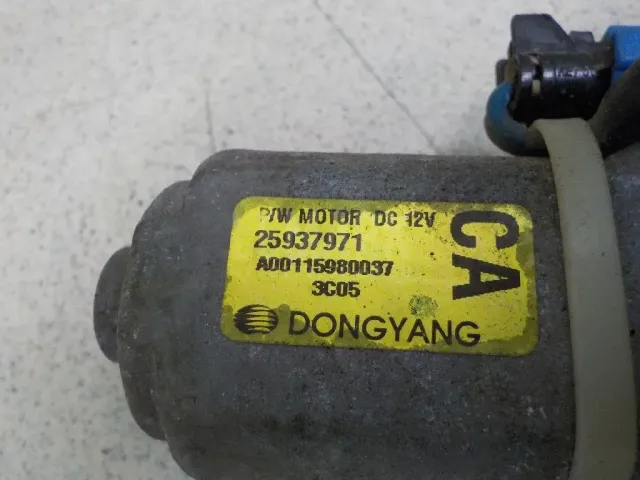 P/W MOTOR DC 12V
25937971
A00115980037
3C05
CA
DONGYANG